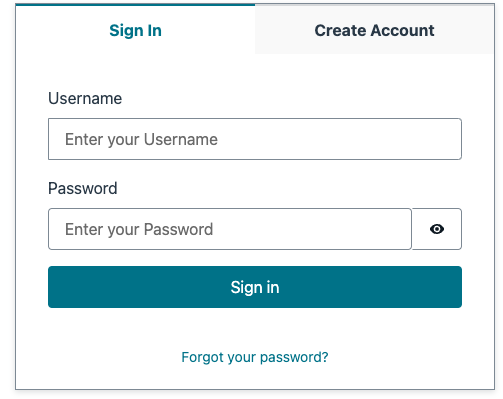 Sign In
Create Account
Username
Enter your Username
Password
Enter your Password
Sign in
Forgot your password?